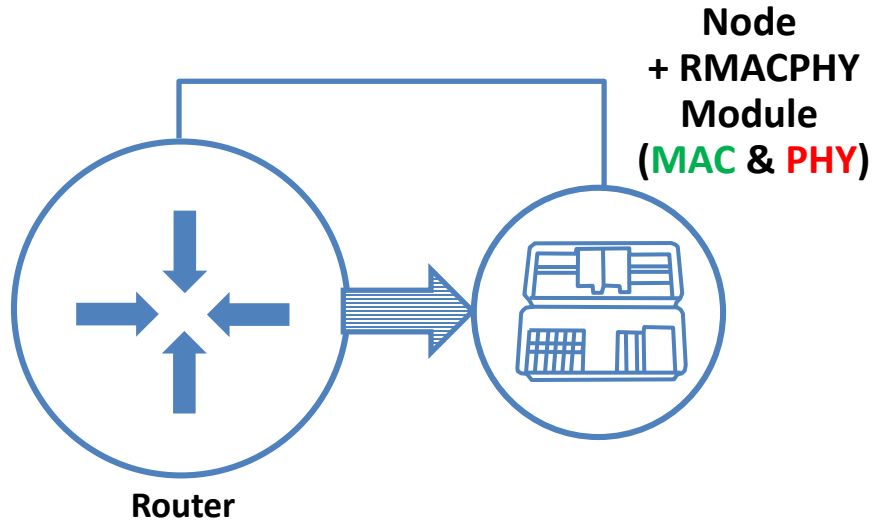 Node
+ RMACPHY
Module
(MAC & PHY)
Router